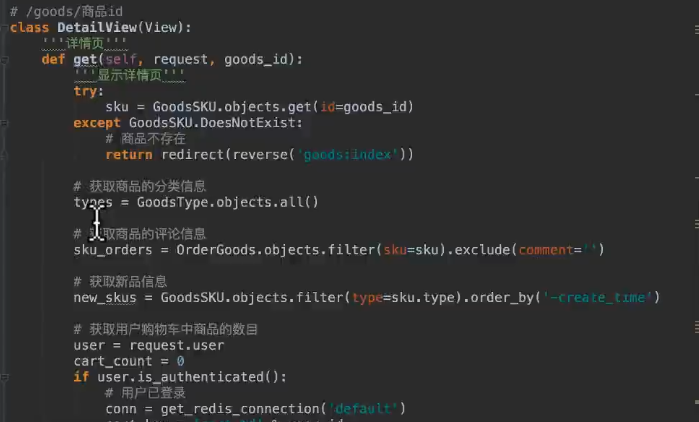 # /goods/商品id
class DetailView(View):
'''详情页'''
def get(self, request, goods_id):
'''显示详情页'''
try:
sku = GoodsSKU.objects.get(id=goods_id)
except GoodsSKU.DoesNotExist:
# 商品不存在
return redirect(reverse('goods:index'))
# 获取商品的分类信息
types = GoodsType.objects.all()
# 获取商品的评论信息
sku_orders = OrderGoods.objects.filter(sku=sku).exclude(comment='')
# 获取新品信息
new_skus = GoodsSKU.objects.filter(type=sku.type).order_by('-create_time')
# 获取用户购物车中商品的数目
user = request.user
cart_count = 0
if user.is_authenticated():
# 用户已登录
conn = get_redis_connection('default')